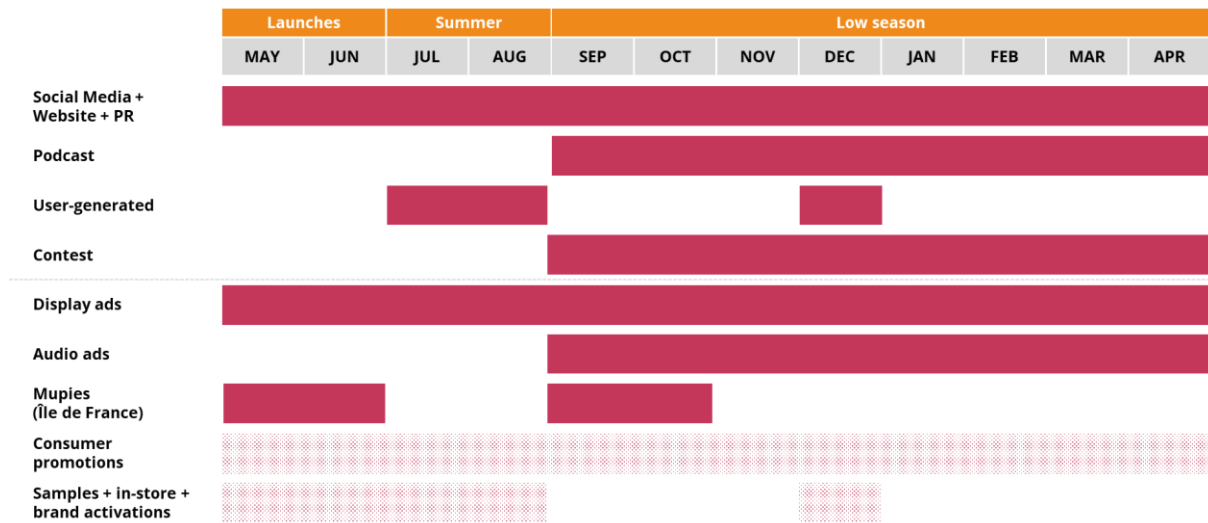 Launches Summer Low season
MAY JUN JUL AUG SEP OCT NOV DEC JAN FEB MAR APR
Social Media +
Website + PR
Podcast
User-generated
Contest
Display ads
Audio ads
Mupies
(Île de France)
Consumer
promotions
Samples + in-store +
brand activations